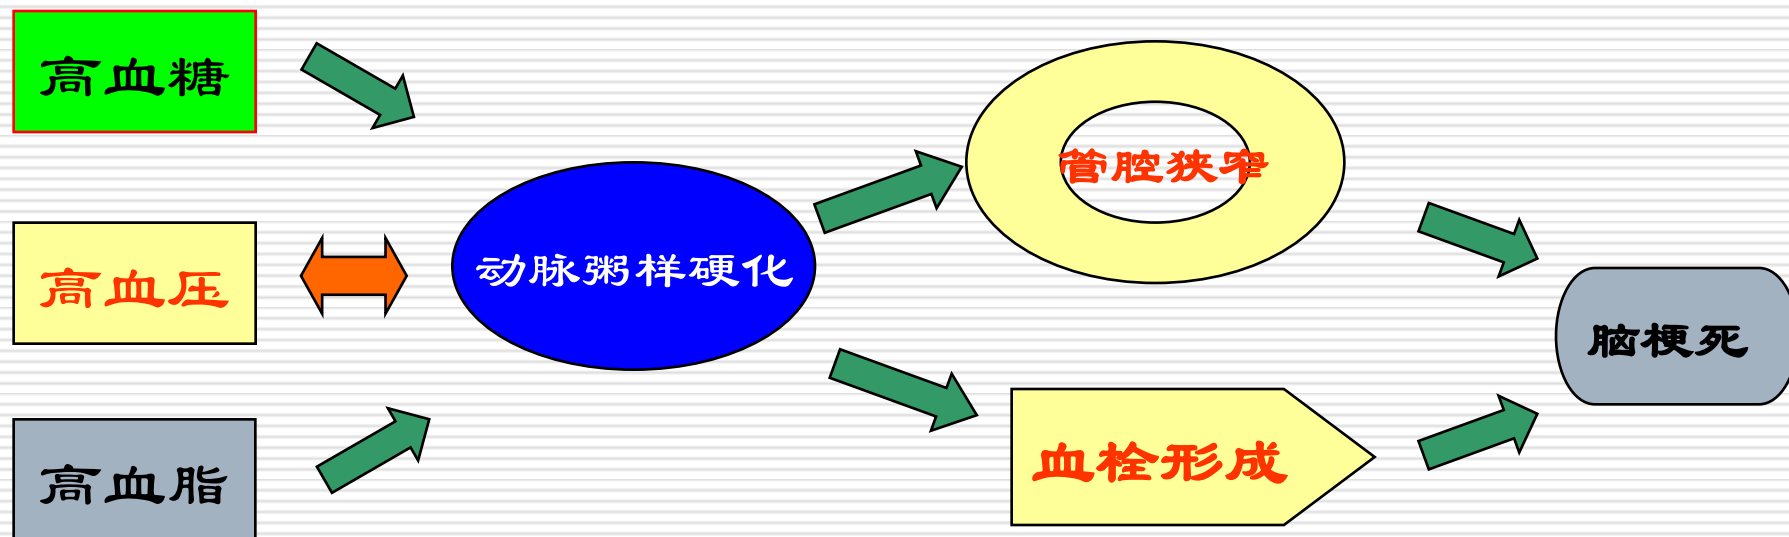 高血糖
高血压
高血脂
动脉粥样硬化
管腔狭窄
血栓形成
脑梗死